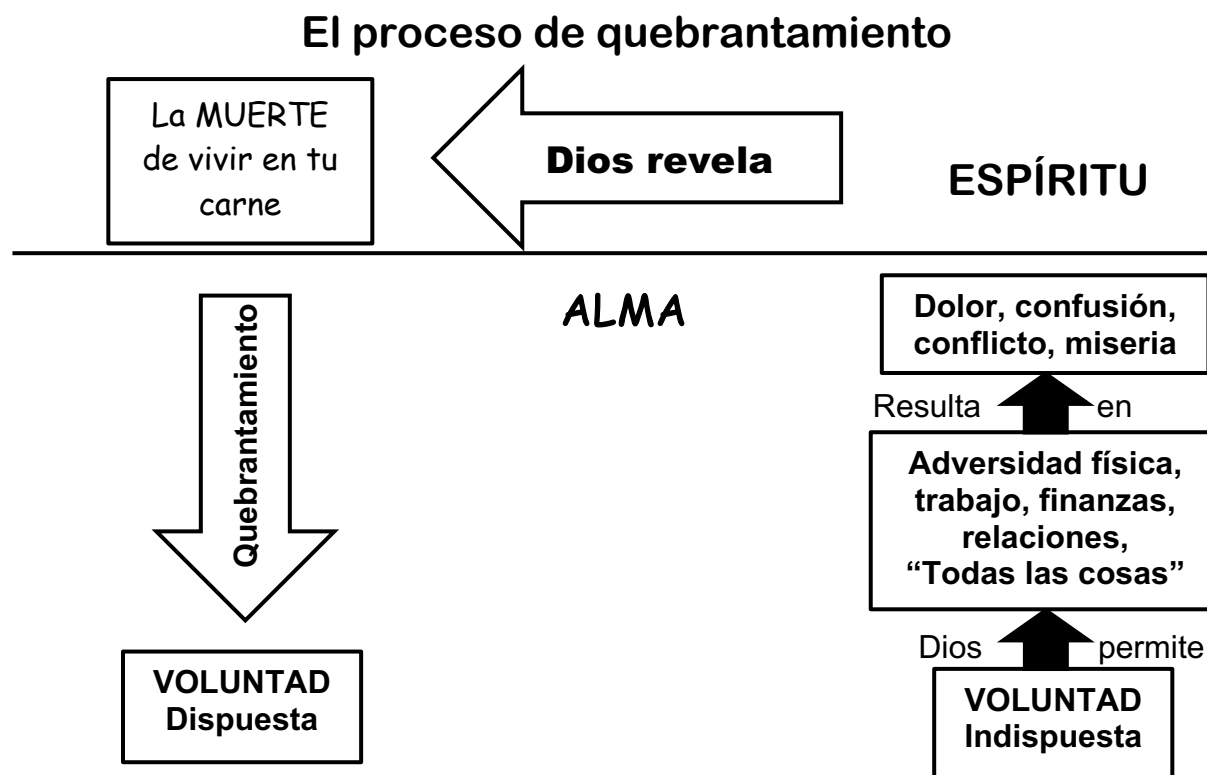 El proceso de quebrantamiento
La MUERTE
de vivir en tu
carne
Dios revela
ESPÍRITU
ALMA
Quebrantamiento
Dolor, confusión,
conflicto, miseria
Resulta en
Adversidad física,
trabajo, finanzas,
relaciones,
“Todas las cosas”
Dios permite
VOLUNTAD
Dispuesta
VOLUNTAD
Indispuesta